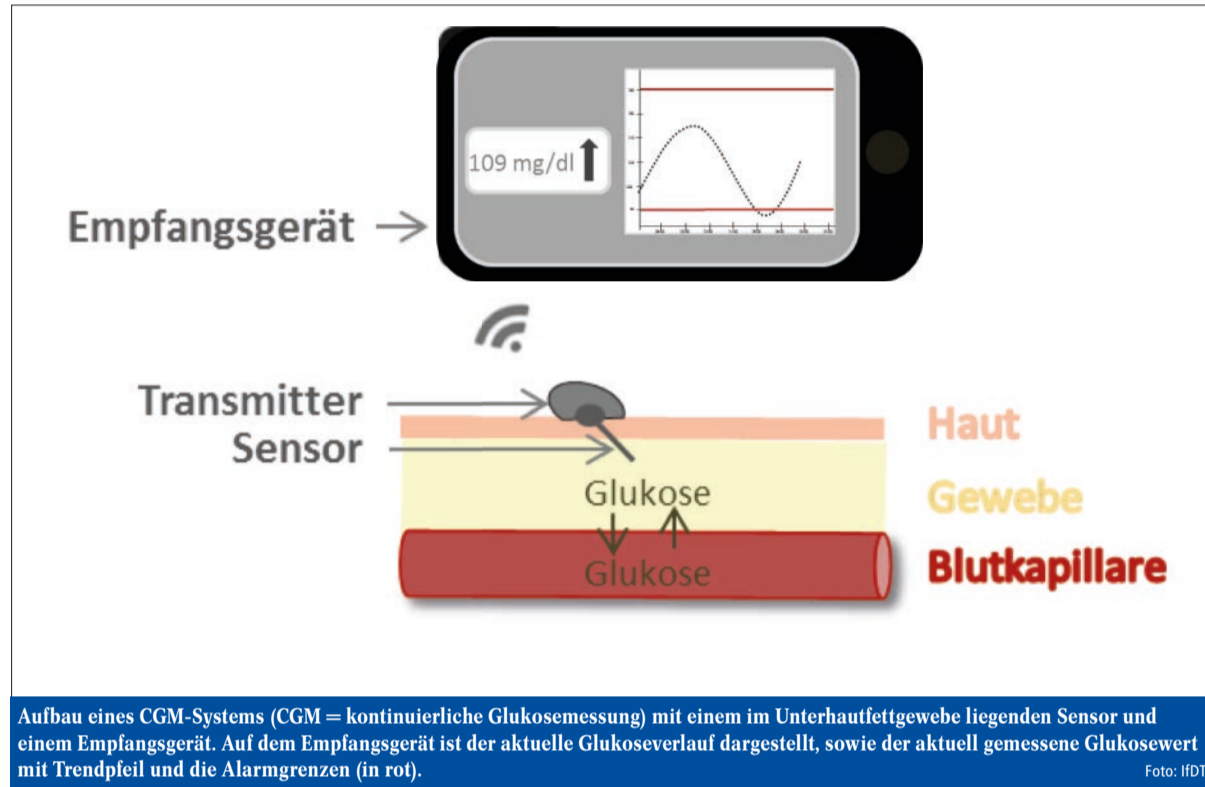 109 mg/dl
Empfangsgerät
Transmitter
Sensor
Haut
Glukose
Gewebe
Glukose
Blutkapillare
Aufbau eines CGM-Systems (CGM = kontinuierliche Glukosemessung) mit einem im Unterhautfettgewebe liegenden Sensor und
einem Empfangsgerät. Auf dem Empfangsgerät ist der aktuelle Glukoseverlauf dargestellt, sowie der aktuell gemessene Glukosewert
mit Trendpfeil und die Alarmgrenzen (in rot).
Foto: IfDT